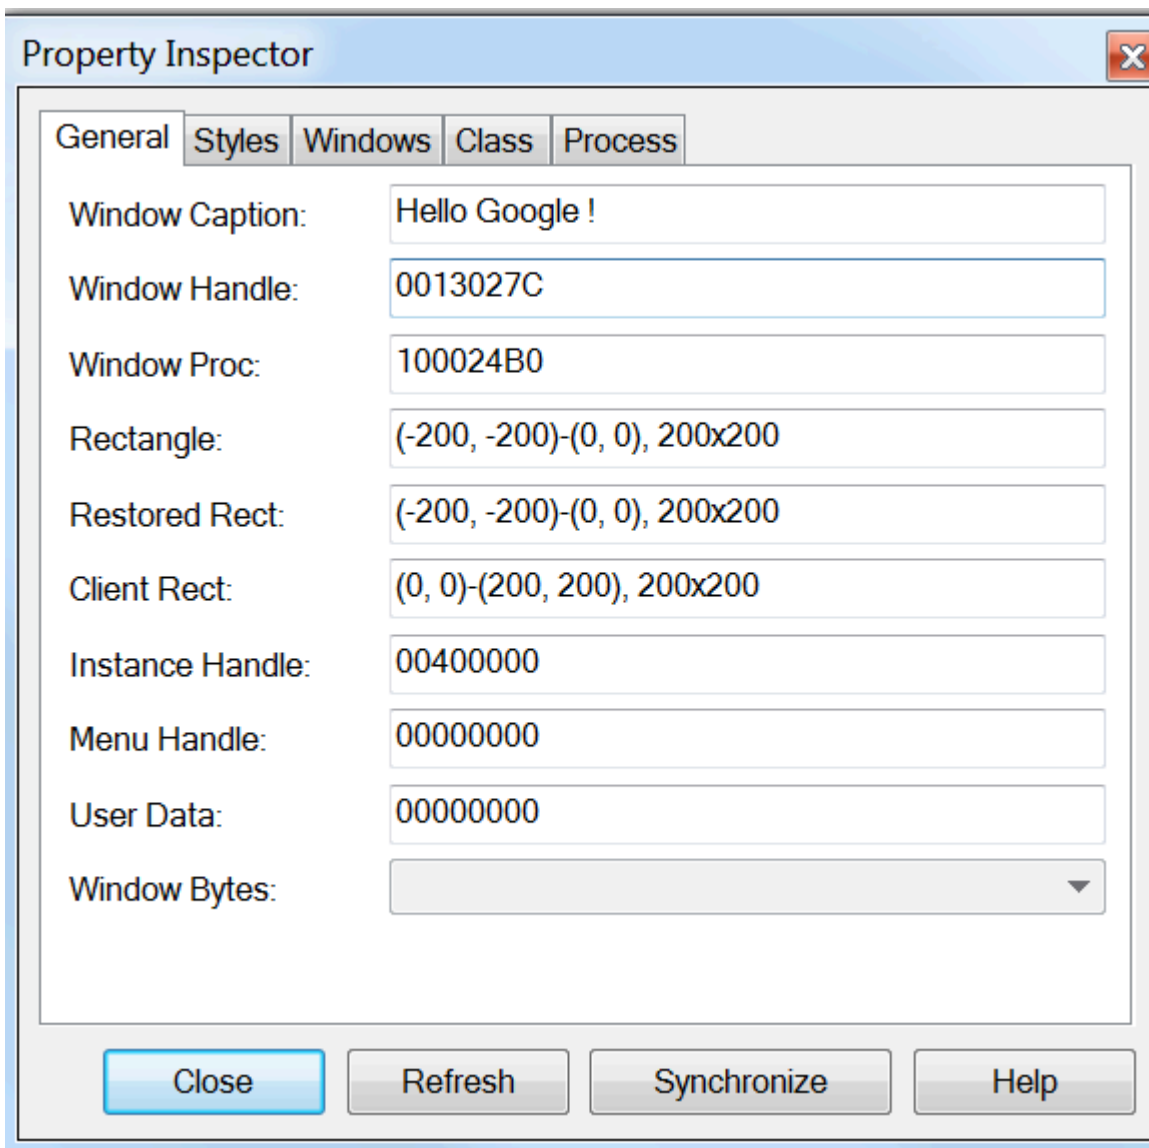 Property Inspector
General Styles Windows Class Process
Window Caption: Hello Google !
Window Handle: 0013027C
Window Proc: 100024B0
Rectangle: (-200, -200)-(0, 0), 200x200
Restored Rect: (-200, -200)-(0, 0), 200x200
Client Rect: (0, 0)-(200, 200), 200x200
Instance Handle: 00400000
Menu Handle: 00000000
User Data: 00000000
Window Bytes:
Close Refresh Synchronize Help